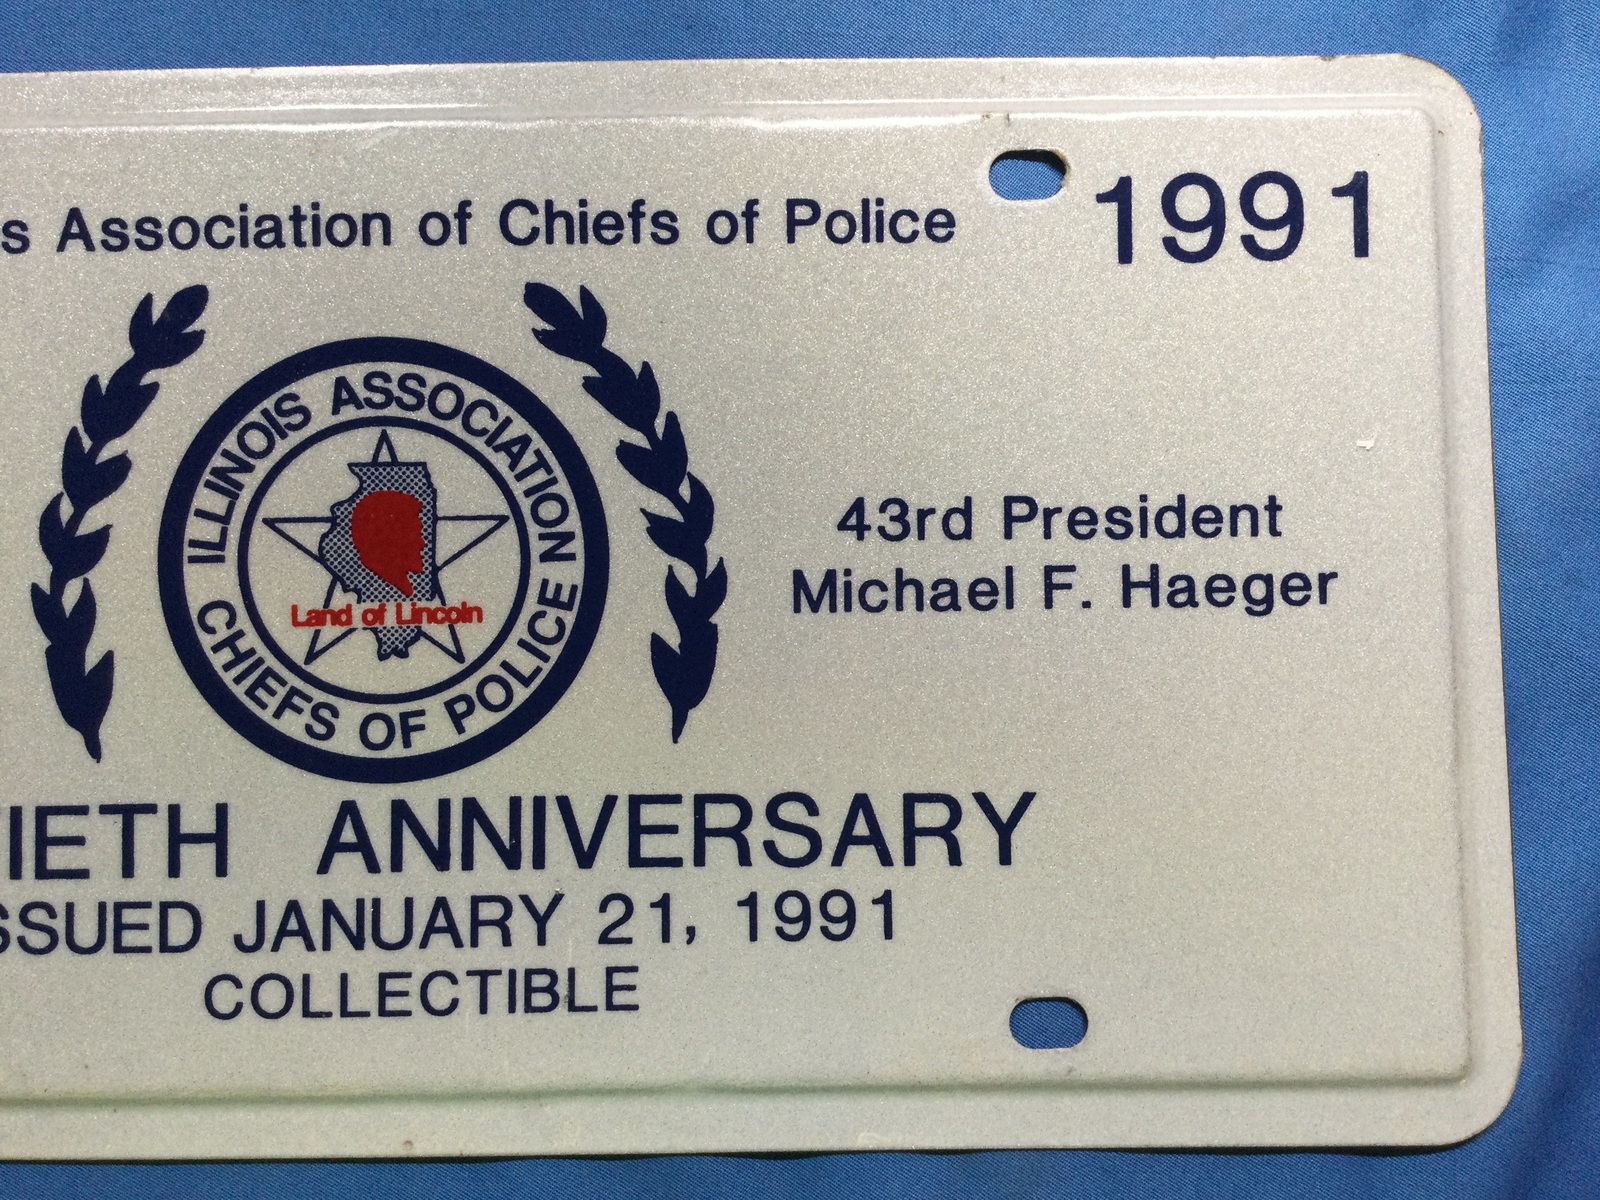 s Association of Chiefs of Police
1991
ILLINOIS ASSOCIATION
CHIEFS OF POLICE
Land of Lincoln
43rd President
Michael F. Haeger
IETH ANNIVERSARY
SSUED JANUARY 21, 1991
COLLECTIBLE